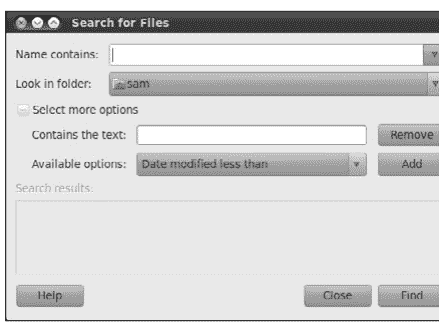 Search for Files
Name contains:
Look in folder: sam
Select more options
Contains the text: Remove
Available options: Date modified less than Add
Search results:
Help Close Find